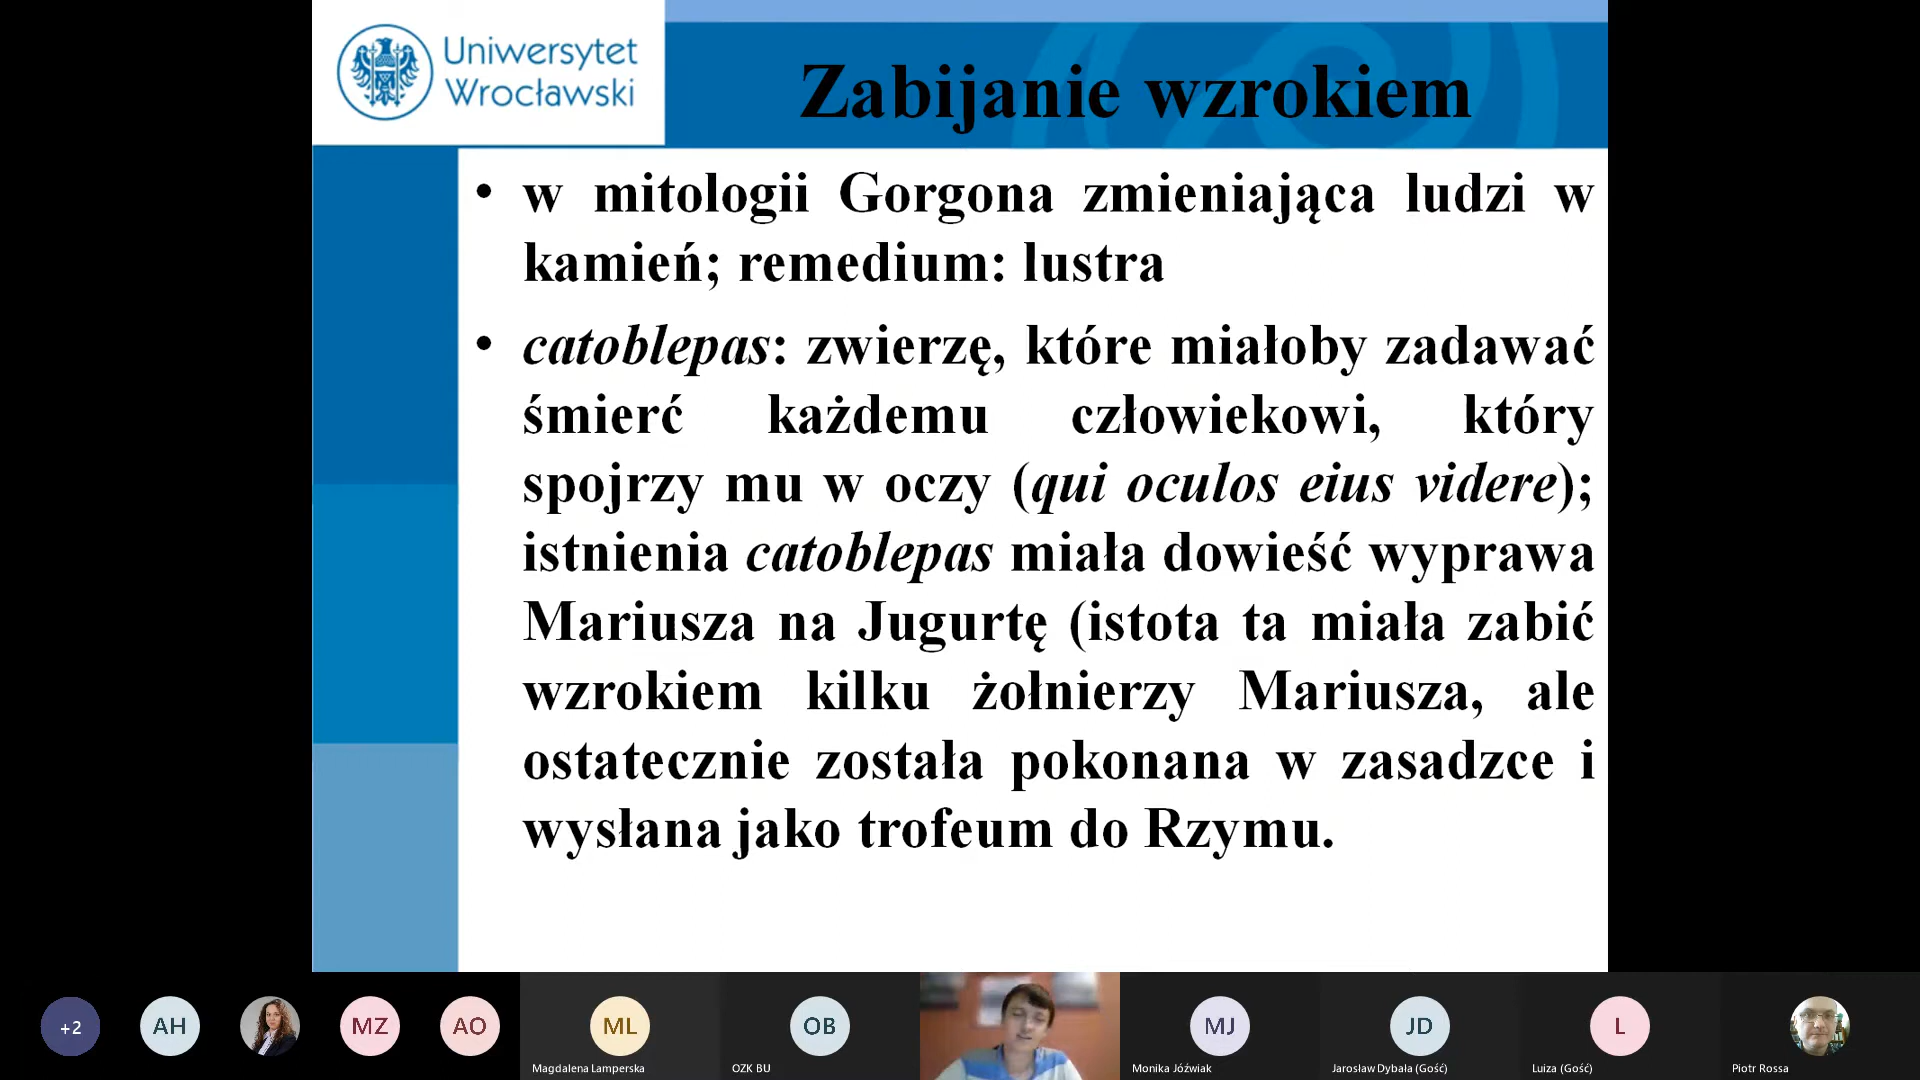 Uniwersytet
Wrocławski
Zabijanie wzrokiem
• w mitologii Gorgona zmieniająca ludzi w
kamień; remedium: lustra
• catoblepas: zwierzę, które miałoby zadawać
śmierć każdemu człowiekowi, który
spojrzy mu w oczy (qui oculos eius videre);
istnienia catoblepas miała dowieść wyprawa
Mariusza na Jugurtę (istota ta miała zabić
wzrokiem kilku żołnierzy Mariusza, ale
ostatecznie została pokonana w zasadzce i
wysłana jako trofeum do Rzymu.
+2
AH
MZ
AO
ML
Magdalena Lamperska
OB
OZK BU
MJ
Monika Jóźwiak
JD
Jarosław Dybała (Gość)
L
Luiza (Gość)
Piotr Rossa